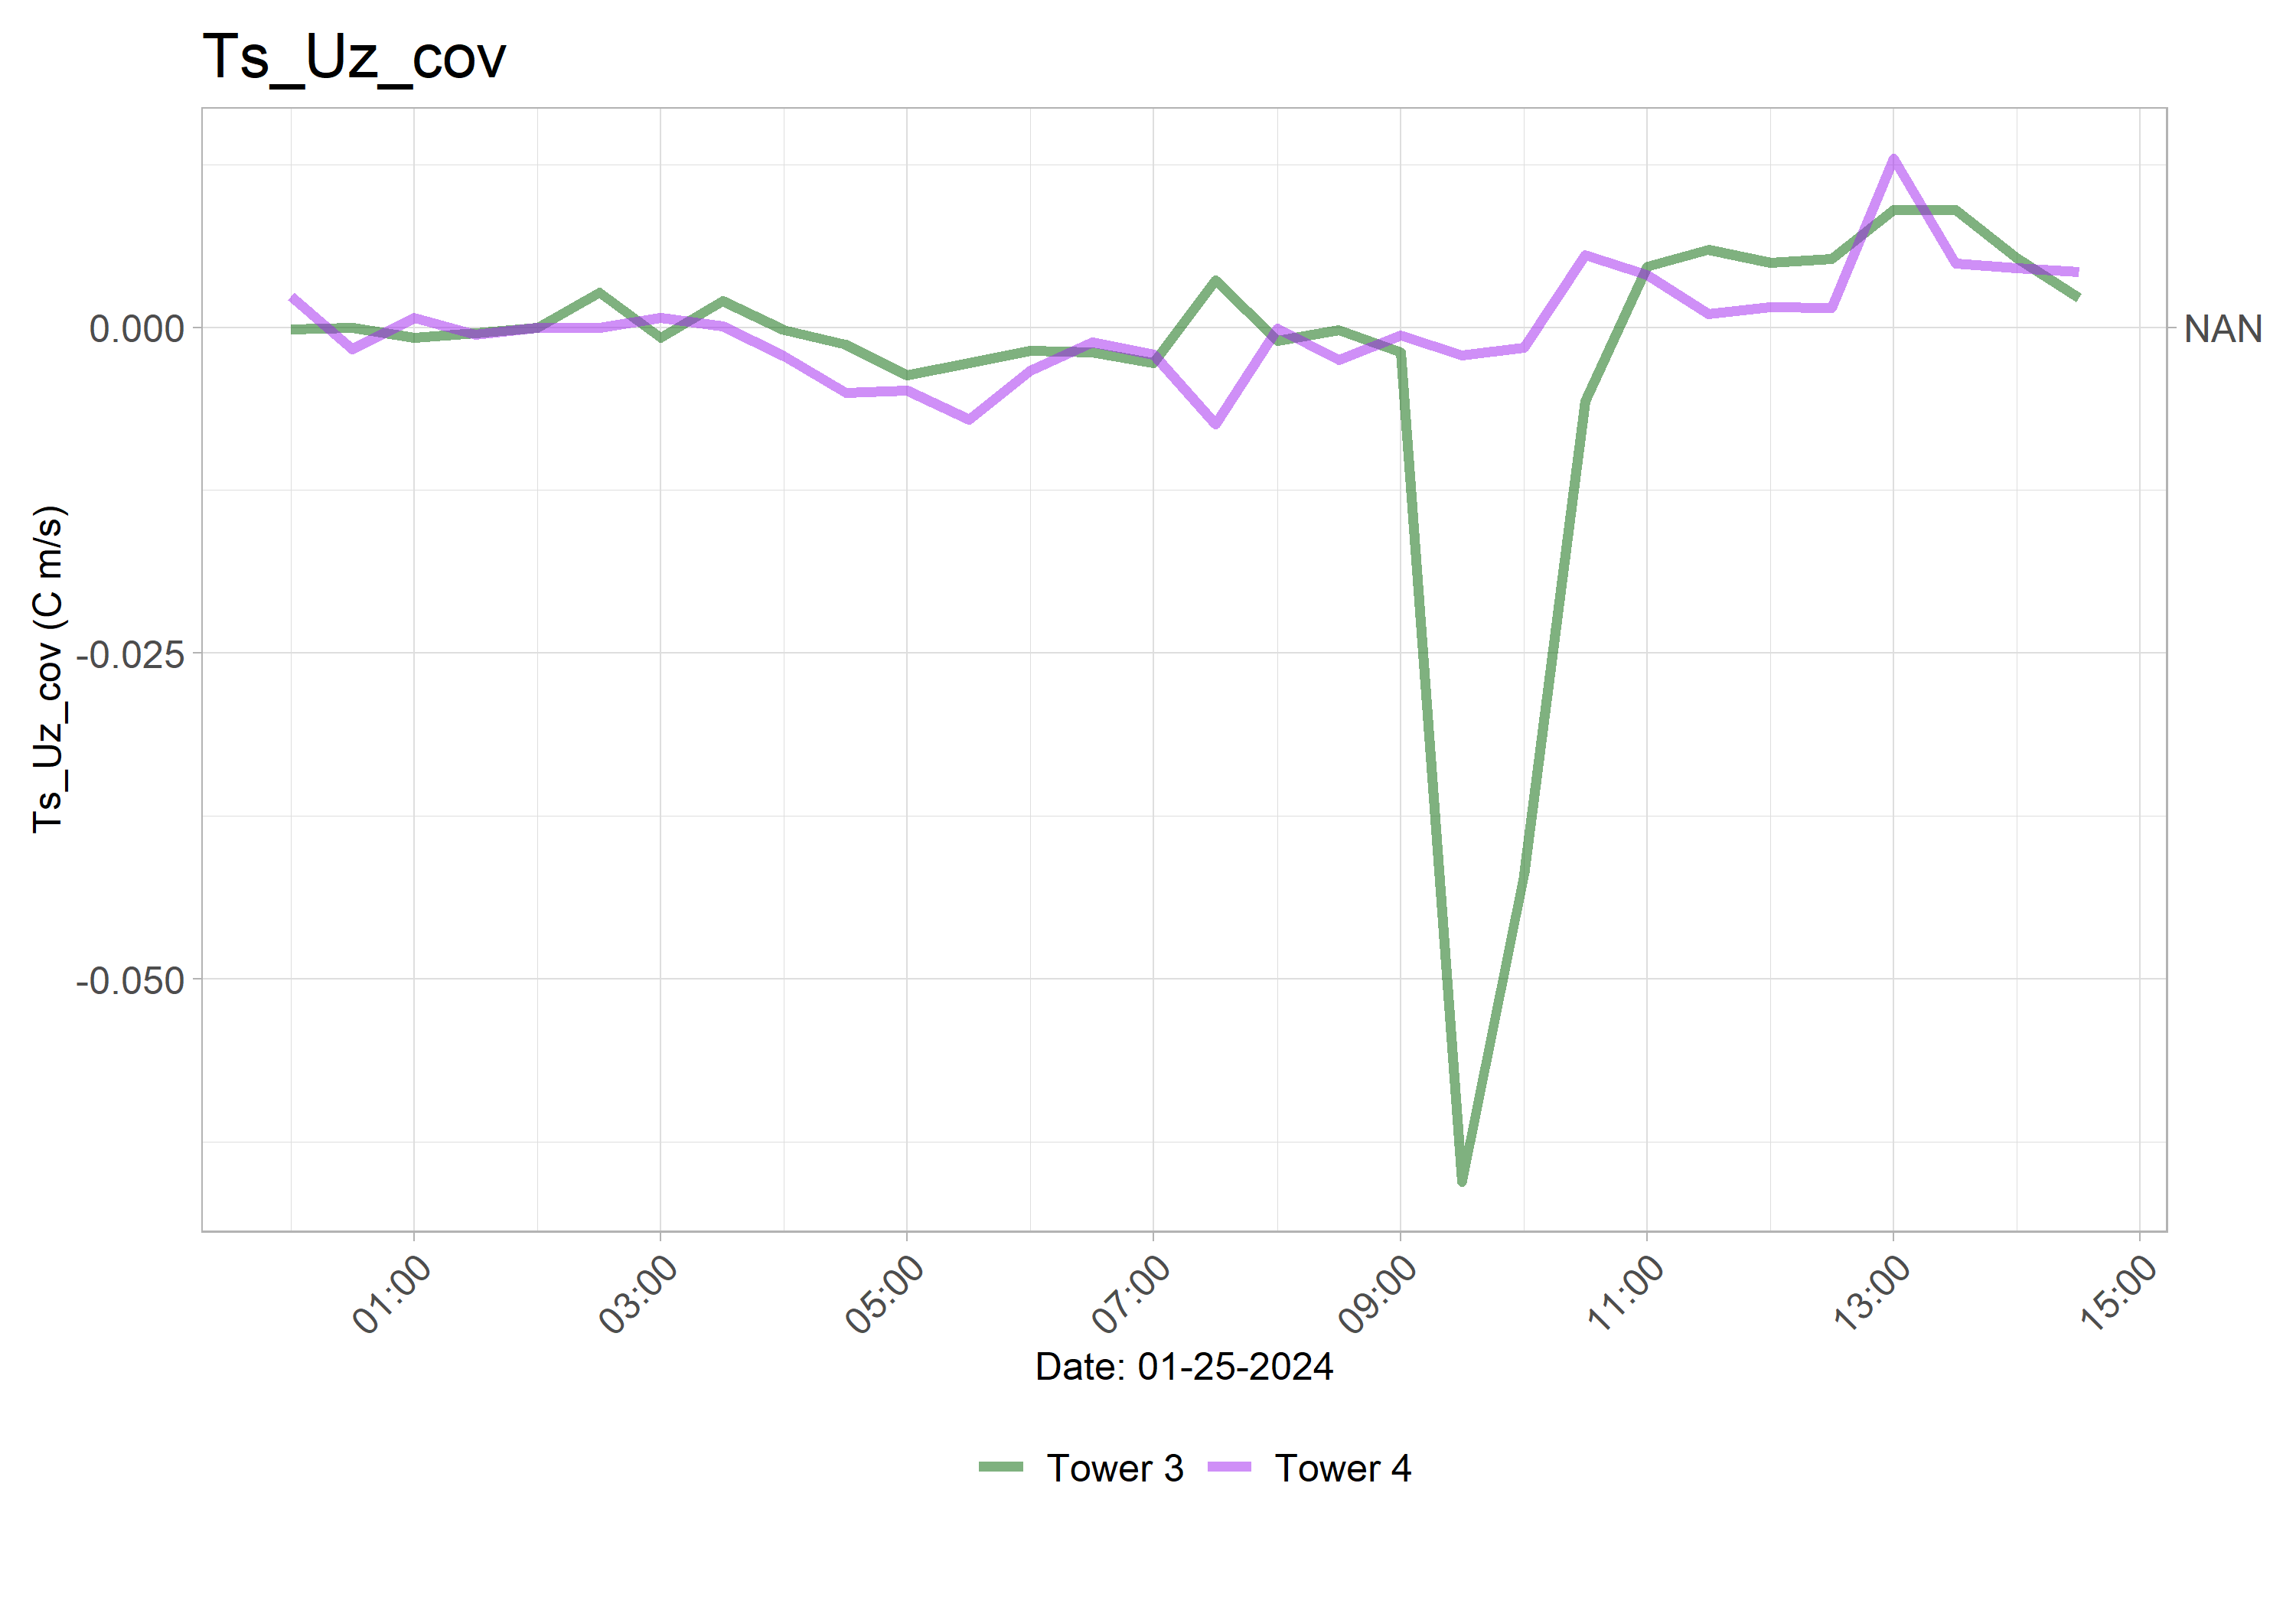 Ts_Uz_cov
Ts_Uz_cov (C m/s)
0.000
-0.025
-0.050
NAN
01:00
03:00
05:00
07:00
09:00
11:00
13:00
15:00
Date: 01-25-2024
Tower 3
Tower 4